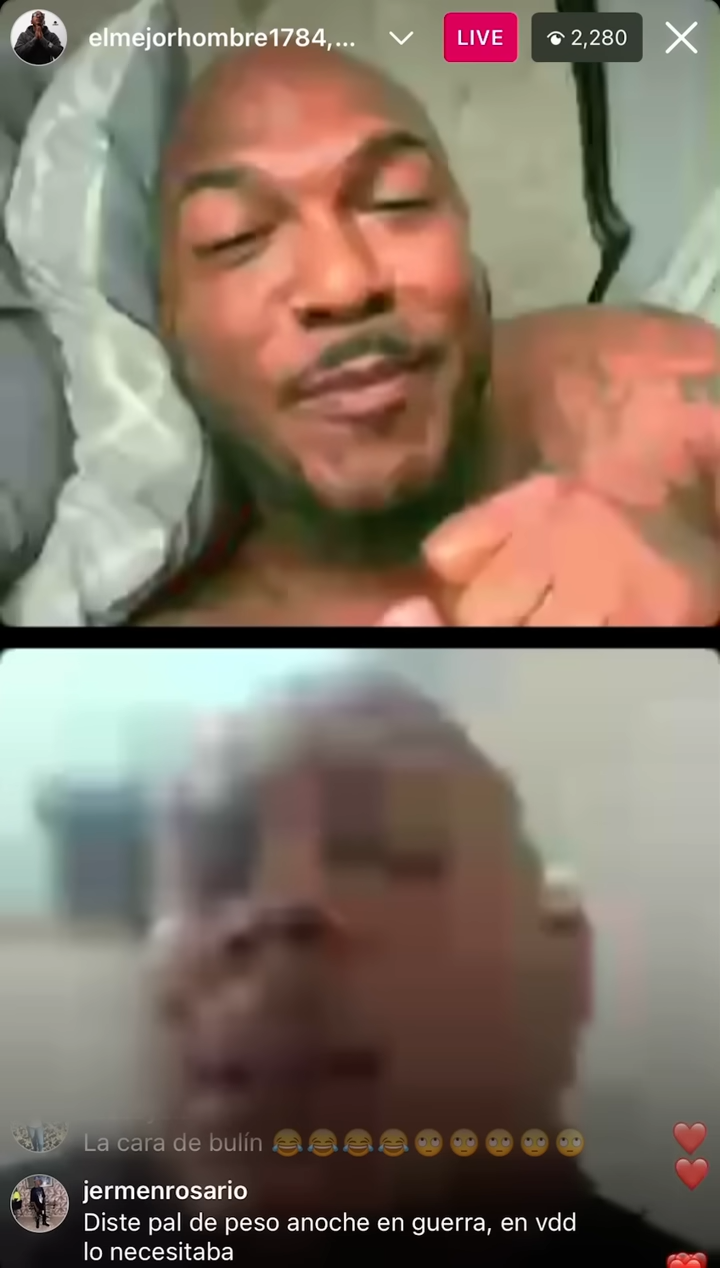 elmejorhombre1784,... LIVE 2,280
La cara de bulín 😂😂😂😂🙄🙄🙄🙄🙄
jermenrosario
Diste pal de peso anoche en guerra, en vdd
lo necesitaba